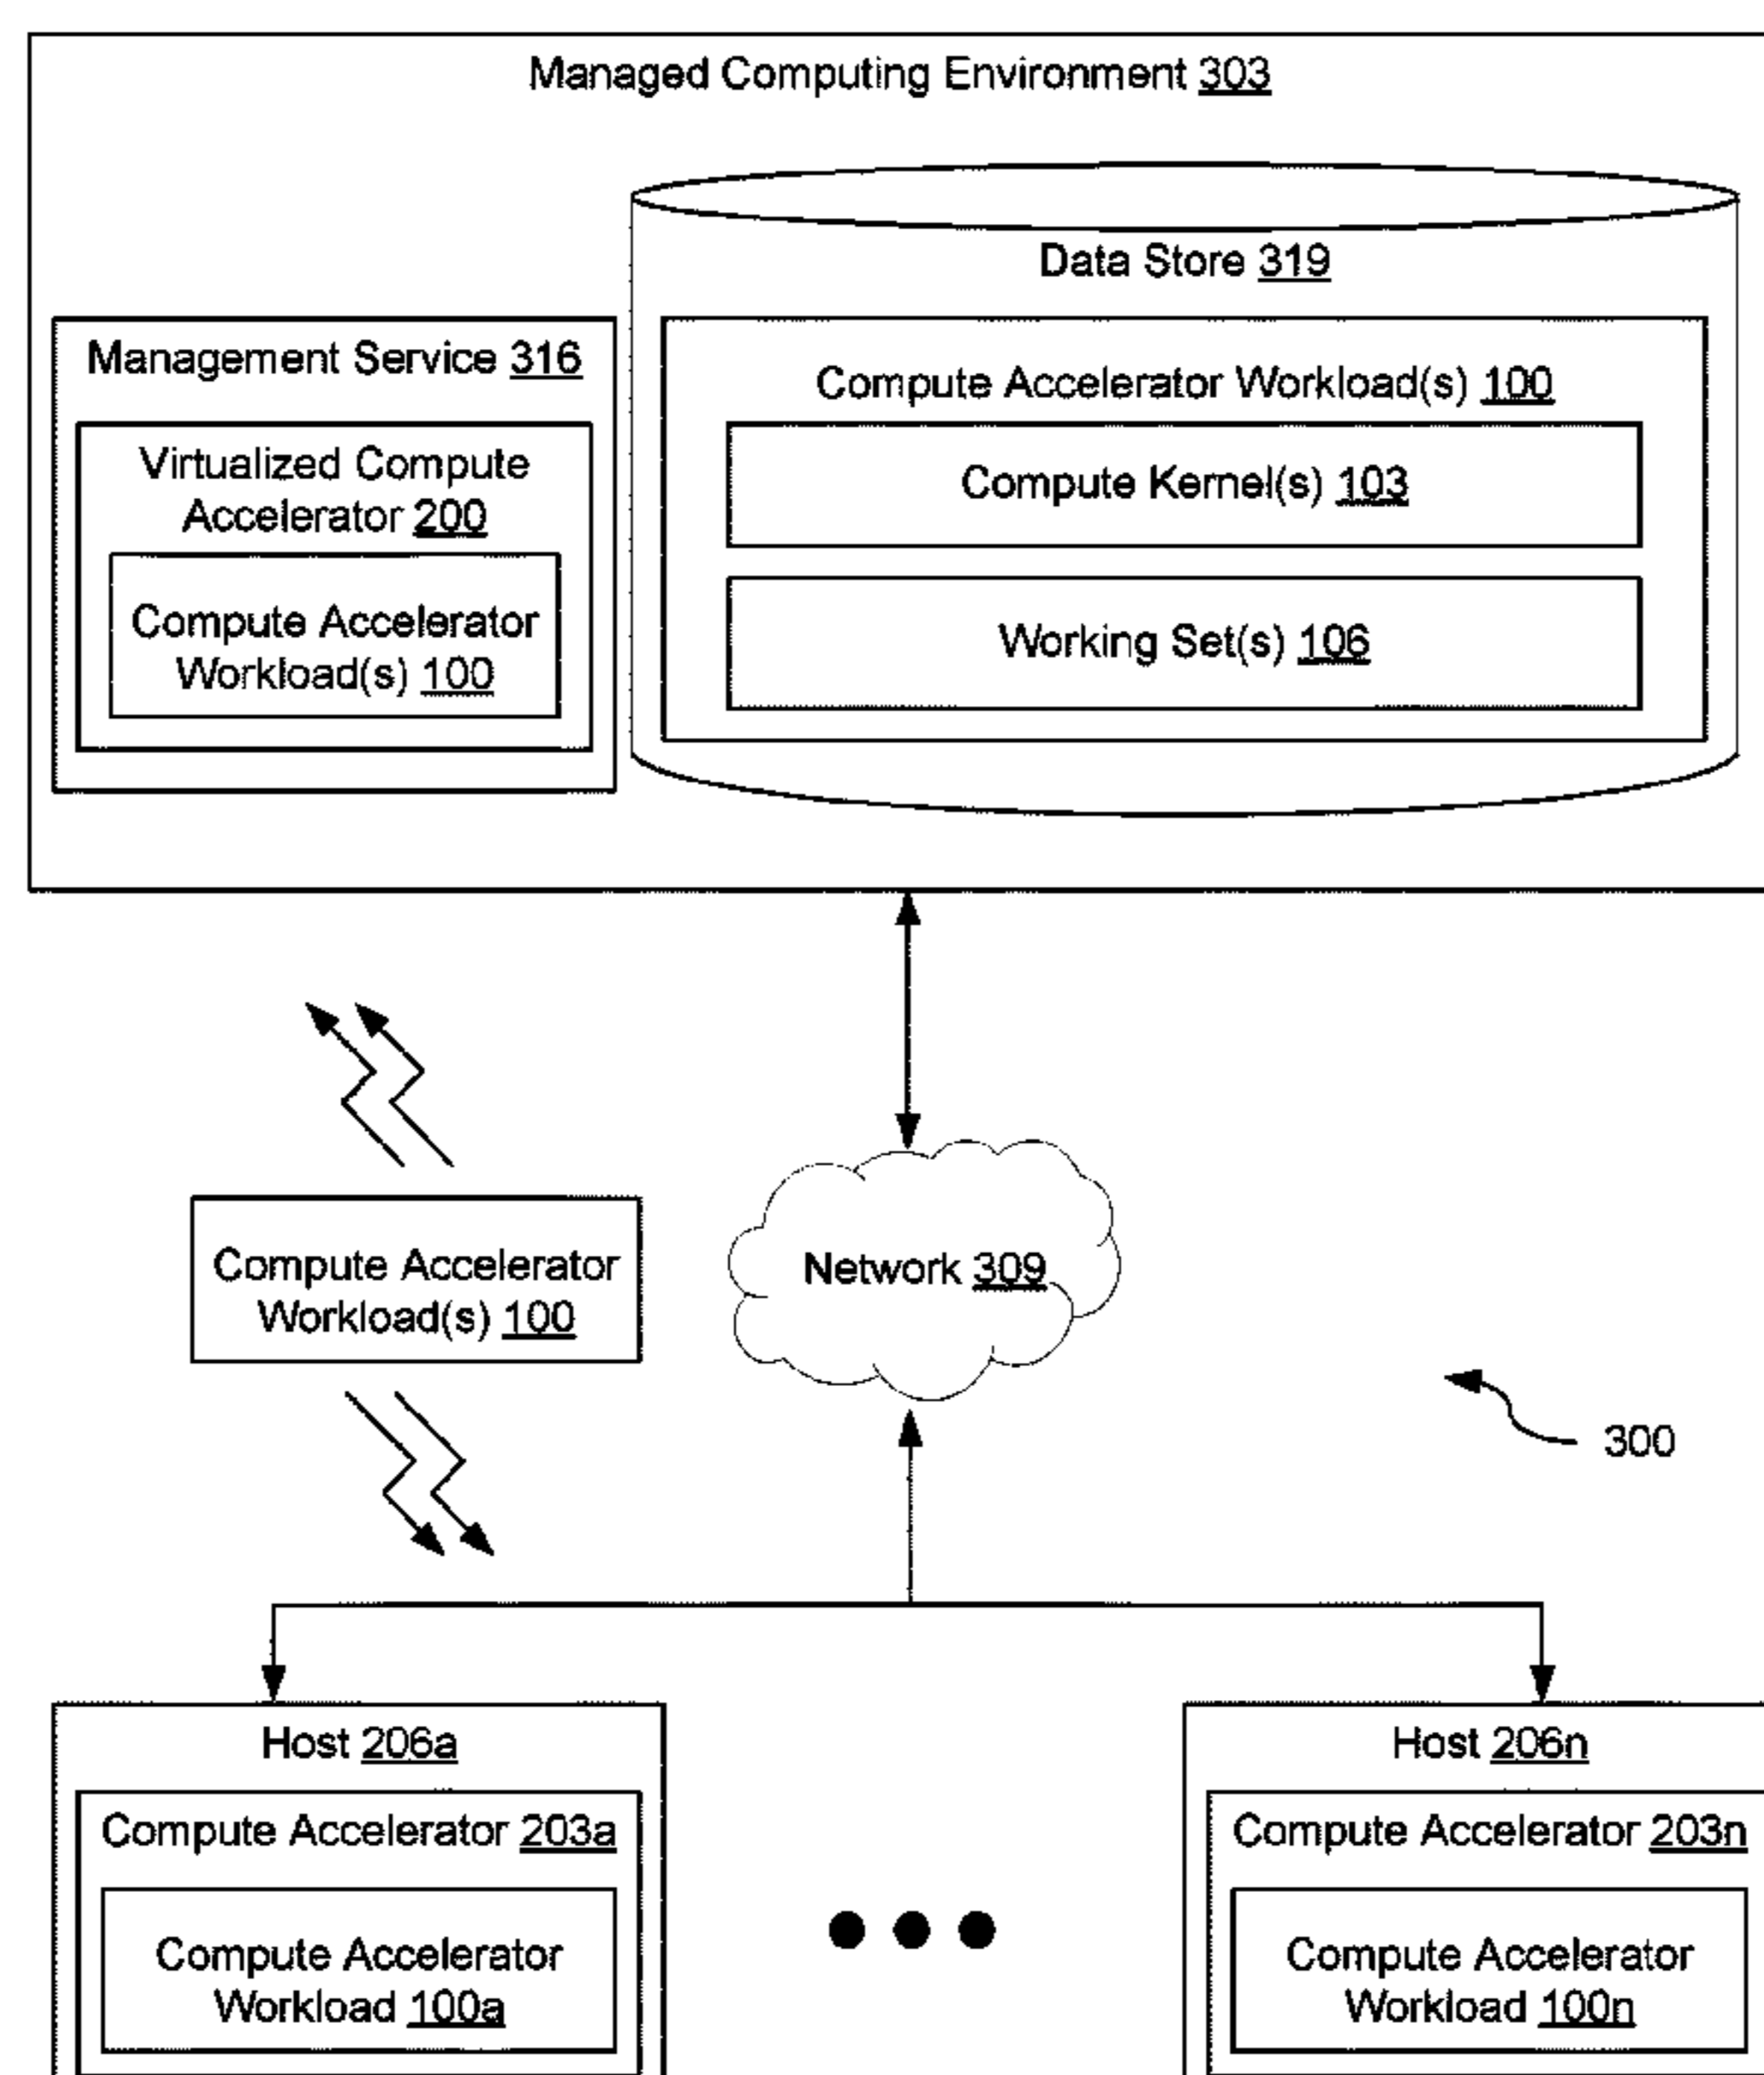 Managed Computing Environment 303
Data Store 319
Management Service 316
Virtualized Compute
Accelerator 200
Compute Accelerator
Workload(s) 100
Compute Accelerator Workload(s) 100
Compute Kernel(s) 103
Working Set(s) 106
Compute Accelerator
Workload(s) 100
Network 309
300
Host 206a
Compute Accelerator 203a
Compute Accelerator
Workload 100a
Host 206n
Compute Accelerator 203n
Compute Accelerator
Workload 100n